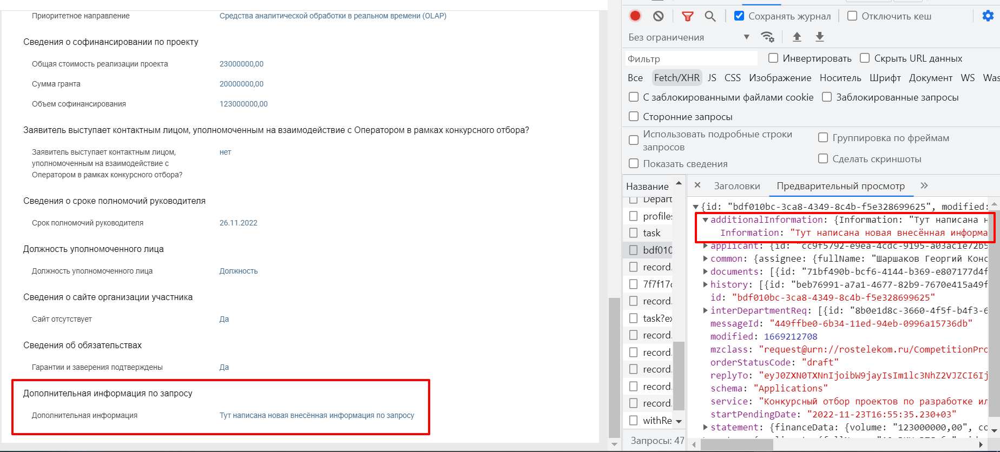 Приоритетное направление Средства аналитической обработки в реальном времени (OLAP)
Сведения о софинансировании по проекту
Общая стоимость реализации проекта 23000000,00
Сумма гранта 20000000,00
Объем софинансирования 123000000,00
Заявитель выступает контактным лицом, уполномоченным на взаимодействие с Оператором в рамках конкурсного отбора?
Заявитель выступает контактным лицом, нет
уполномоченным на взаимодействие с
Оператором в рамках конкурсного отбора?
Сведения о сроке полномочий руководителя
Срок полномочий руководителя 26.11.2022
Должность уполномоченного лица
Должность уполномоченного лица Должность
Сведения о сайте организации участника
Сайт отсутствует Да
Сведения об обязательствах
Гарантии и заверения подтверждены Да
Дополнительная информация по запросу
Дополнительная информация Тут написана новая внесённая информация по запросу
Сохранять журнал Отключить кеш
Без ограничения
Фильтр Инвертировать Скрыть URL данных
Все Fetch/XHR JS CSS Изображение Носитель Шрифт Документ WS Was
С заблокированными файлами cookie Заблокированные запросы
Сторонние запросы
Использовать подробные строки
запросов
Группировка по фреймам
Показать сведения
Сделать скриншоты
Название
Depart
profiles
task
bdf010
record.
7f7f17
record.
task?ex
record.
record.
record.
record.
record.
withRe
Запросы: 47
Заголовки Предварительный просмотр
{id: "bdf010bc-3ca8-4349-8c4b-f5e328699625", modified:
additionalInformation: {Information: "Тут написана н
Information: "Тут написана новая внесённая информа
applicant: {id: "cc9f5792-e9ea-4cdc-9195-a03ac1e72b5
common: {assignee: {fullName: "Шаршаков Георгий Конс
documents: [{id: "71bf490b-bcf6-4144-b369-e807177d4f
history: [{id: "beb76991-a7a1-4677-82b9-7670e415a49f
id: "bdf010bc-3ca8-4349-8c4b-f5e328699625"
interDepartmentReq: [{id: "8b0e1d8c-3660-4f5f-b4f3-6
messageId: "449ffbe0-6b34-11ed-94eb-0996a15736db"
modified: 1669212708
mzclass: "request@urn://rostelekom.ru/CompetitionPro
orderStatusCode: "draft"
replyTo: "eyJ0ZXN0TXNnIjoibW9jayIsIm1lc3NhZ2VJZCI6Ij
schema: "Applications"
service: "Конкурсный отбор проектов по разработке ил
startPendingDate: "2022-11-23T16:55:35.230+03"
statement: {financeData: {volume: "123000000,00", co